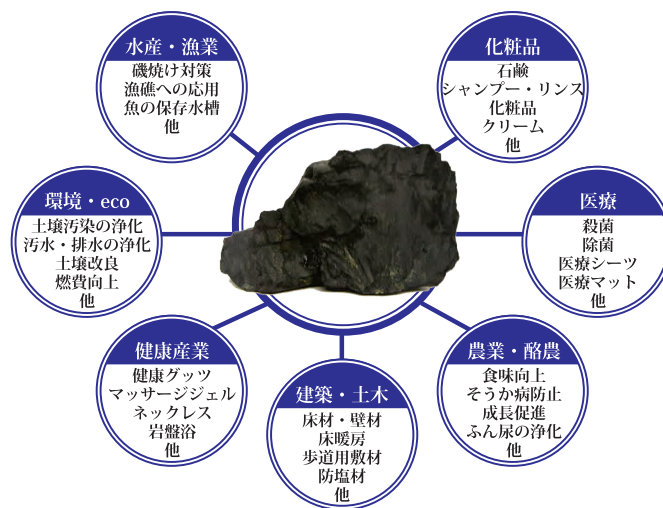 水産・漁業
磯焼け対策
漁礁への応用
魚の保存水槽
他
化粧品
石鹸
シャンプー・リンス
化粧品
クリーム
他
環境・eco
土壌汚染の浄化
汚水・排水の浄化
土壌改良
燃費向上
他
医療
殺菌
除菌
医療シーツ
医療マット
他
健康産業
健康グッツ
マッサージジェル
ネックレス
岩盤浴
他
建築・土木
床材・壁材
床暖房
歩道用敷材
防塩材
他
農業・酪農
食味向上
そうか病防止
成長促進
ふん尿の浄化
他